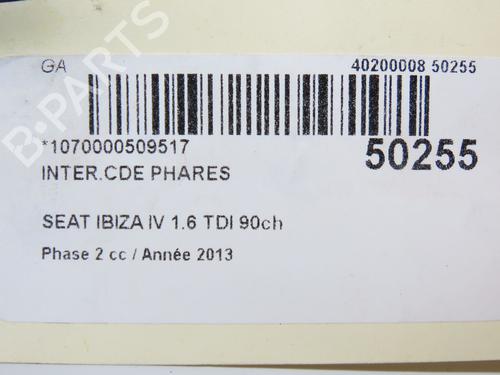 GA 40200008 50255
*1070000509517 50255
INTER.CDE PHARES
SEAT IBIZA IV 1.6 TDI 90ch
Phase 2 cc / Année 2013
B-PARTS